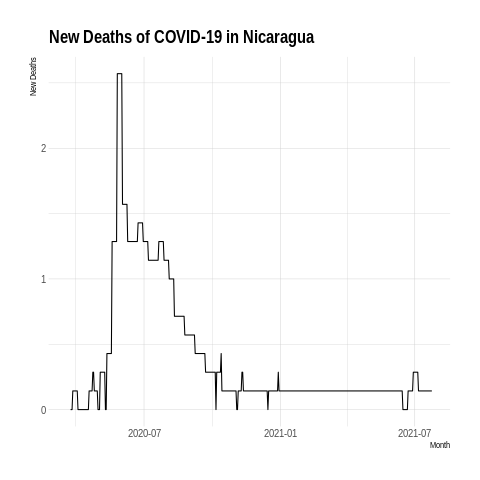 New Deaths of COVID-19 in Nicaragua
New Deaths
2
1
0
2020-07
2021-01
2021-07
Month